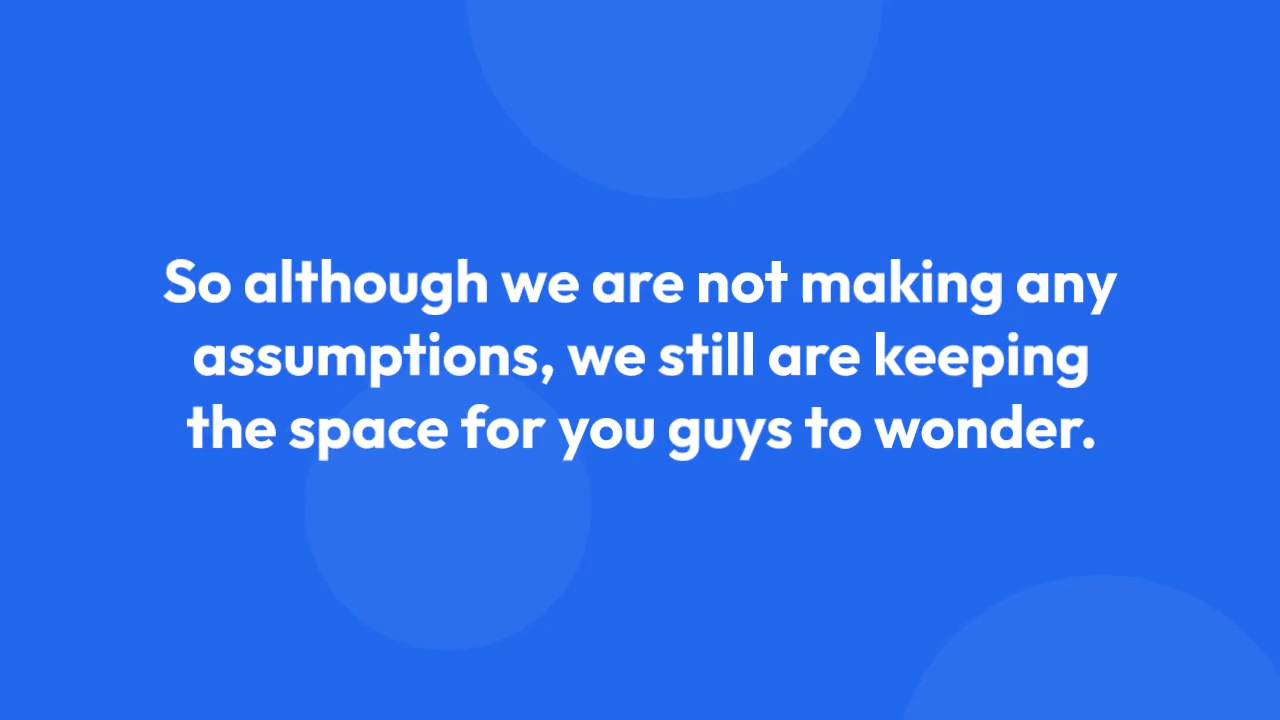 So although we are not making any
assumptions, we still are keeping
the space for you guys to wonder.